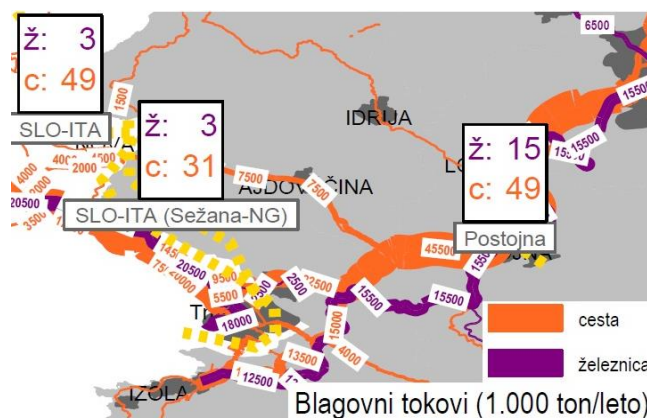 6500
ž: 3
c: 49
1500
SLO-ITA
ž: 3
c: 31
IDRIJA
15500
15500
ž: 15
c: 49
4000
2000
7500
7500
AJDOVŠČINA
20500
3500
SLO-ITA (Sežana-NG)
Postojna
45500
20500
9500
5500
2500
22500
15500
15500
18000
15000
4000
13500
12500
IZOLA
cesta
železnica
Blagovni tokovi (1.000 ton/leto)